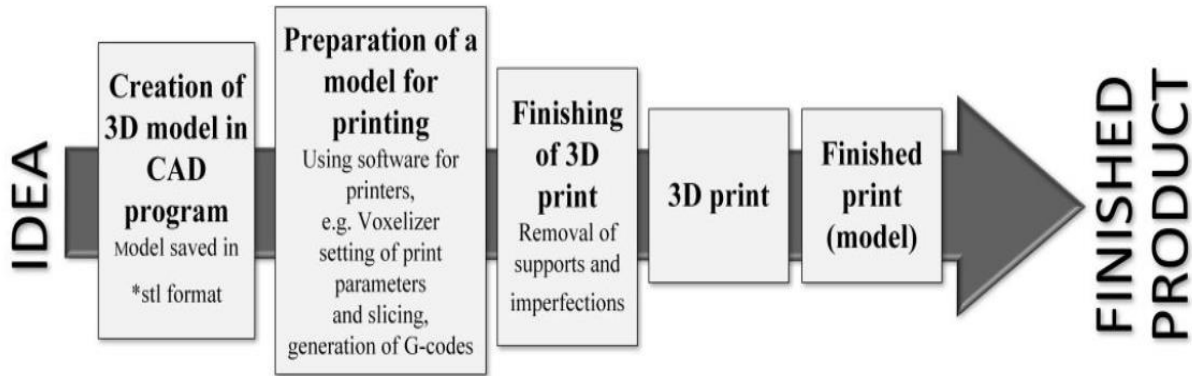 IDEA
Creation of
3D model in
CAD
program
Model saved in
*stl format
Preparation of a
model for
printing
Using software for
printers,
e.g. Voxelizer
setting of print
parameters
and slicing,
generation of G-codes
Finishing
of 3D
print
Removal of
supports and
imperfections
3D print
Finished
print
(model)
FINISHED
PRODUCT